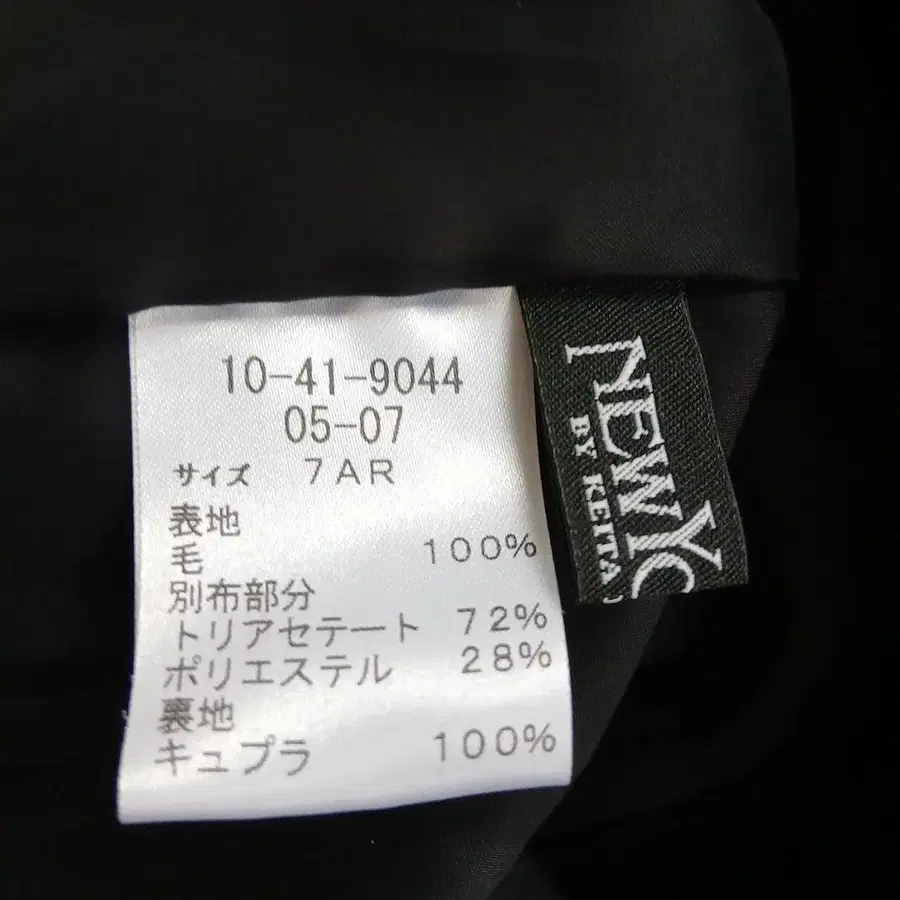 10-41-9044
05-07
サイズ 7AR
表地
毛 100%
別布部分
トリアセテート 72%
ポリエステル 28%
裏地
キュプラ 100%
NEWYO
BY KEITA